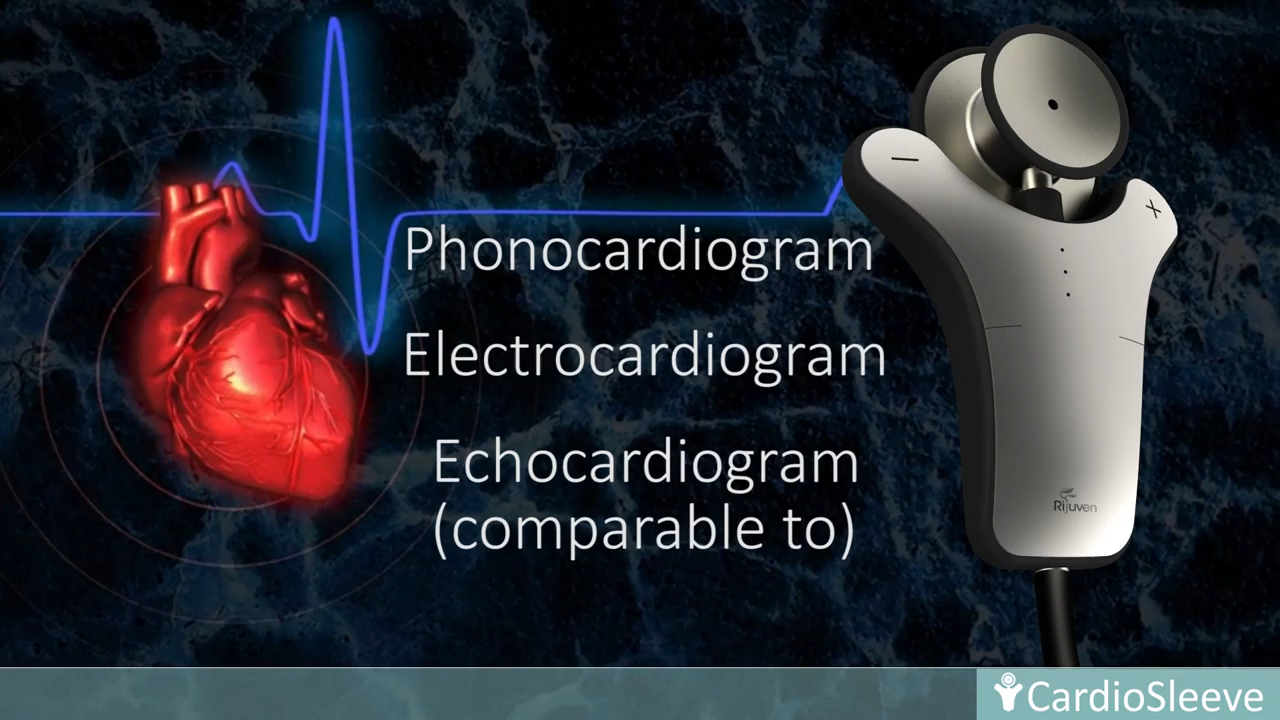 Phonocardiogram
Electrocardiogram
Echocardiogram
(comparable to)
Rijuven
CardioSleeve